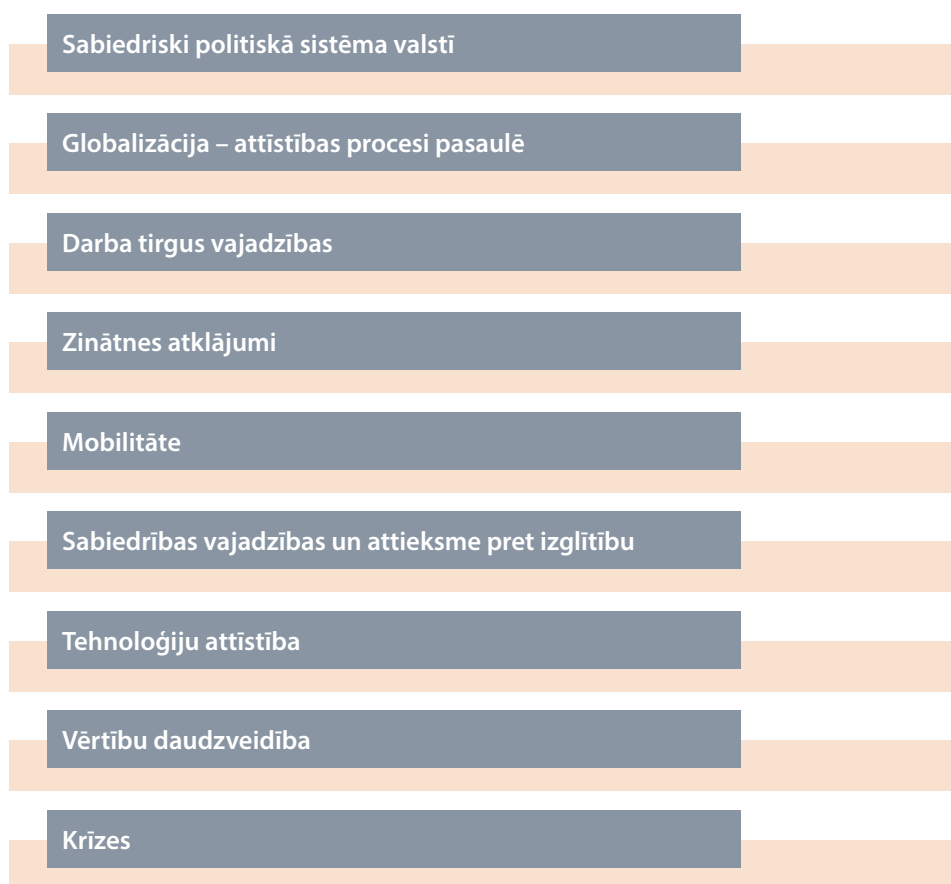 Sabiedriski politiskā sistēma valstī
Globalizācija – attīstības procesi pasaulē
Darba tirgus vajadzības
Zinātnes atklājumi
Mobilitāte
Sabiedrības vajadzības un attieksme pret izglītību
Tehnoloģiju attīstība
Vērtību daudzveidība
Krīzes